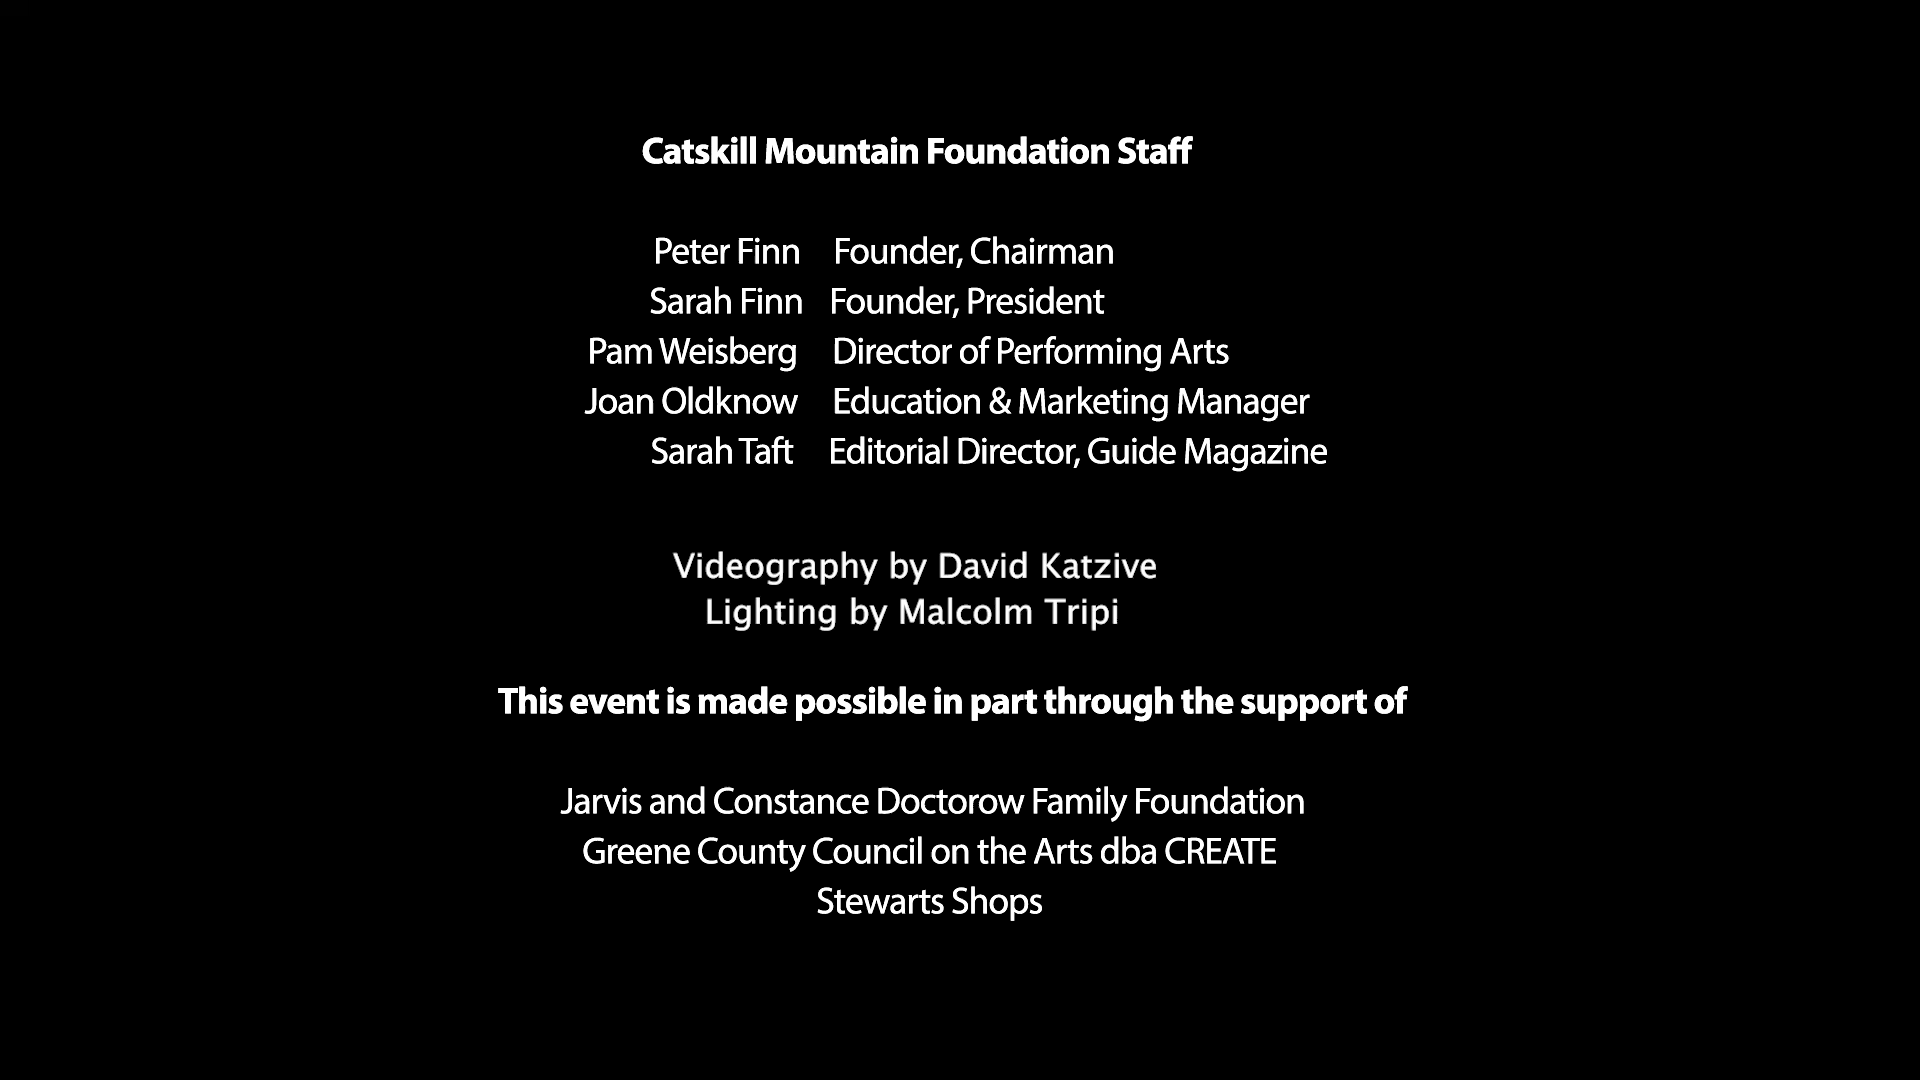 Catskill Mountain Foundation Staff
Peter Finn Founder, Chairman
Sarah Finn Founder, President
Pam Weisberg Director of Performing Arts
Joan Oldknow Education & Marketing Manager
Sarah Taft Editorial Director, Guide Magazine
Videography by David Katzive
Lighting by Malcolm Tripi
This event is made possible in part through the support of
Jarvis and Constance Doctorow Family Foundation
Greene County Council on the Arts dba CREATE
Stewarts Shops